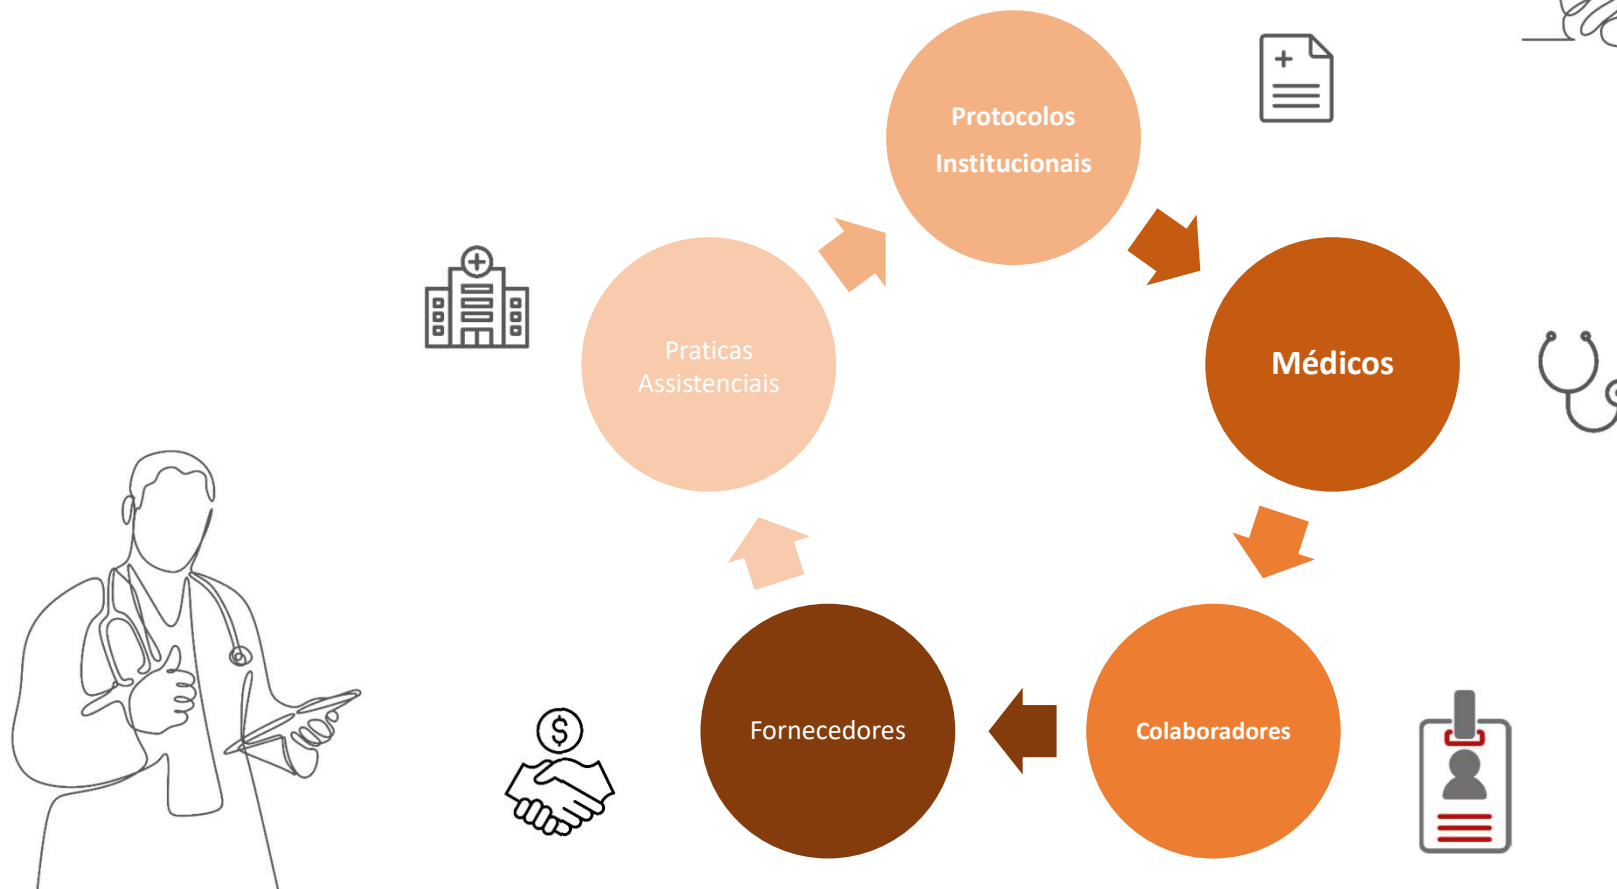 Protocolos
Institucionais
Médicos
Colaboradores
Fornecedores
Praticas
Assistenciais